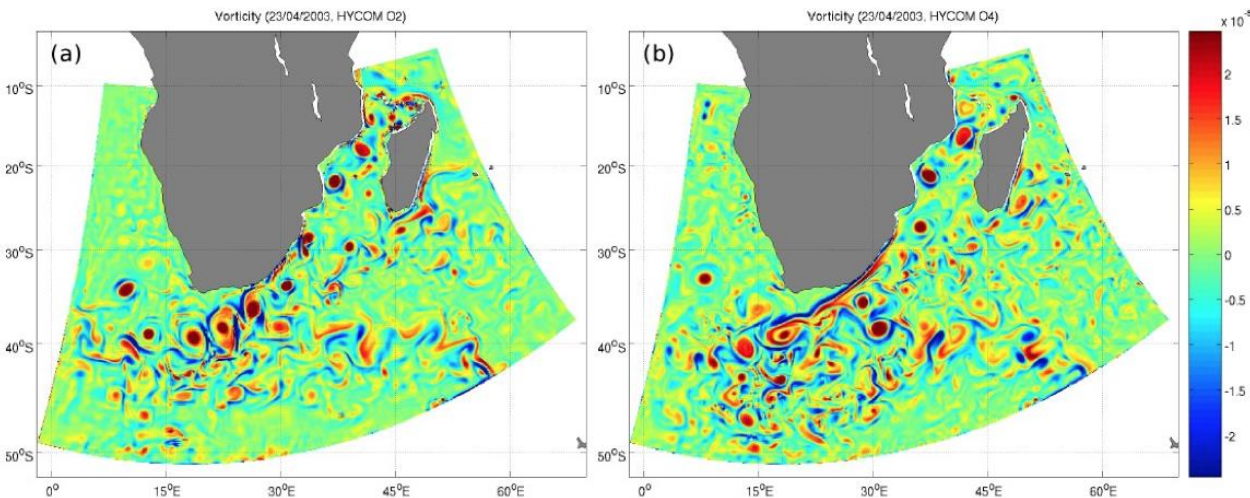 Vorticity (23/04/2003, HYCOM O2)
(a)
10°S
20°S
30°S
40°S
50°S
0° 15°E 30°E 45°E 60°E
Vorticity (23/04/2003, HYCOM O4)
(b)
10°S
20°S
30°S
40°S
50°S
0° 15°E 30°E 45°E 60°E
x 10⁻⁵
2
1.5
1
0.5
0
-0.5
-1
-1.5
-2